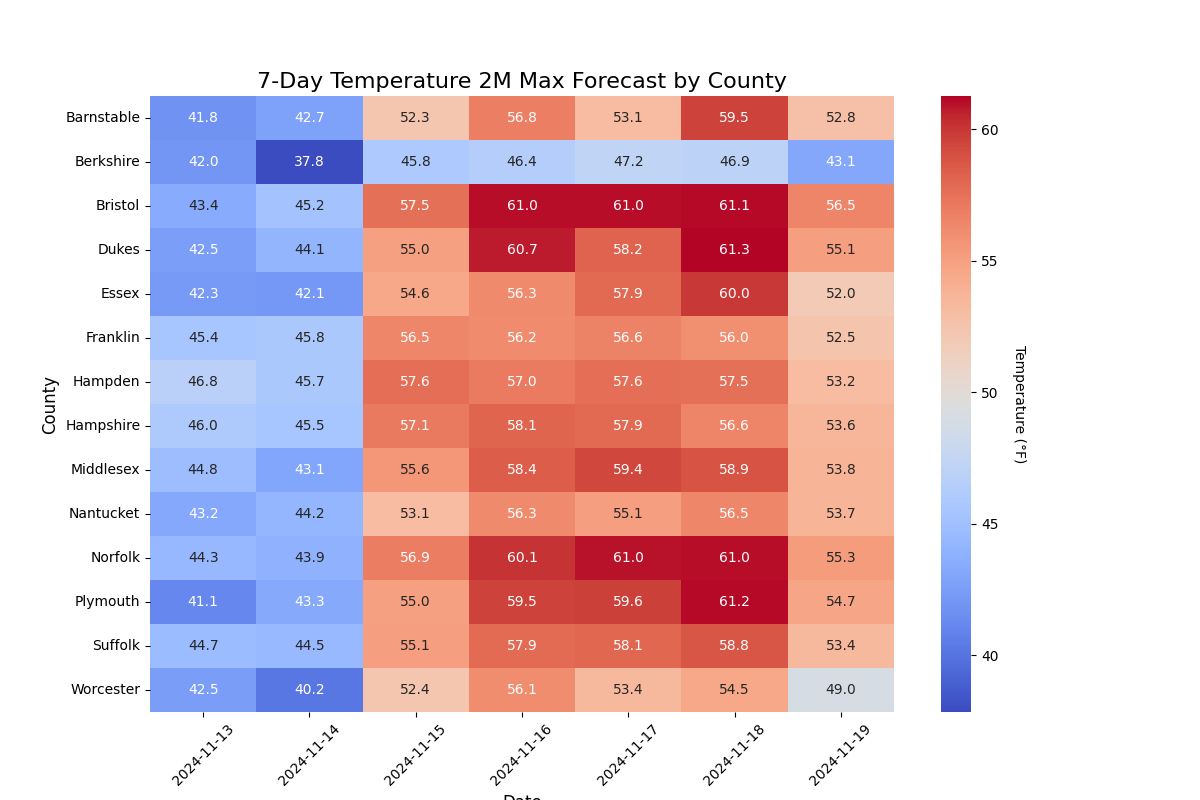 7-Day Temperature 2M Max Forecast by County
Barnstable 41.8 42.7 52.3 56.8 53.1 59.5 52.8
Berkshire 42.0 37.8 45.8 46.4 47.2 46.9 43.1
Bristol 43.4 45.2 57.5 61.0 61.0 61.1 56.5
Dukes 42.5 44.1 55.0 60.7 58.2 61.3 55.1
Essex 42.3 42.1 54.6 56.3 57.9 60.0 52.0
Franklin 45.4 45.8 56.5 56.2 56.6 56.0 52.5
Hampden 46.8 45.7 57.6 57.0 57.6 57.5 53.2
Hampshire 46.0 45.5 57.1 58.1 57.9 56.6 53.6
Middlesex 44.8 43.1 55.6 58.4 59.4 58.9 53.8
Nantucket 43.2 44.2 53.1 56.3 55.1 56.5 53.7
Norfolk 44.3 43.9 56.9 60.1 61.0 61.0 55.3
Plymouth 41.1 43.3 55.0 59.5 59.6 61.2 54.7
Suffolk 44.7 44.5 55.1 57.9 58.1 58.8 53.4
Worcester 42.5 40.2 52.4 56.1 53.4 54.5 49.0
County
2024-11-13 2024-11-14 2024-11-15 2024-11-16 2024-11-17 2024-11-18 2024-11-19
Date
60
55
50
45
40
Temperature (°F)